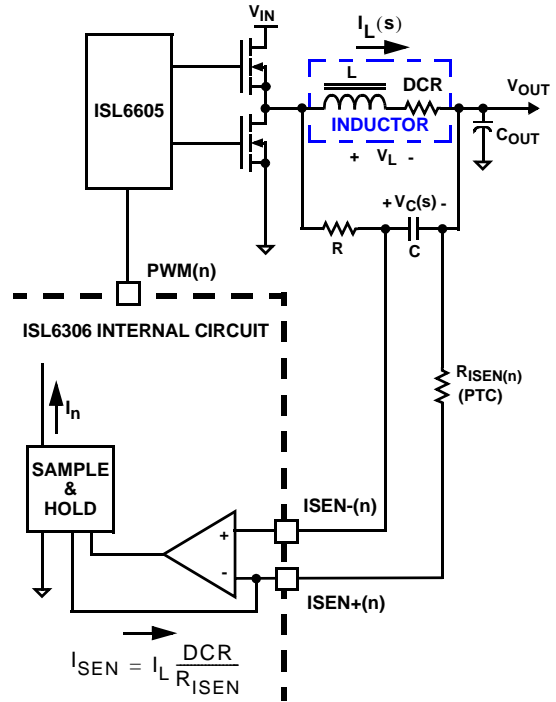 V_IN
I_L(s)
ISL6605
L
DCR
V_OUT
INDUCTOR
C_OUT
+ V_L -
+ V_C(s) -
R
C
PWM(n)
ISL6306 INTERNAL CIRCUIT
R_ISEN(n)
(PTC)
I_n
SAMPLE
&
HOLD
ISEN-(n)
+
-
ISEN+(n)
I_SEN = I_L DCR/R_ISEN